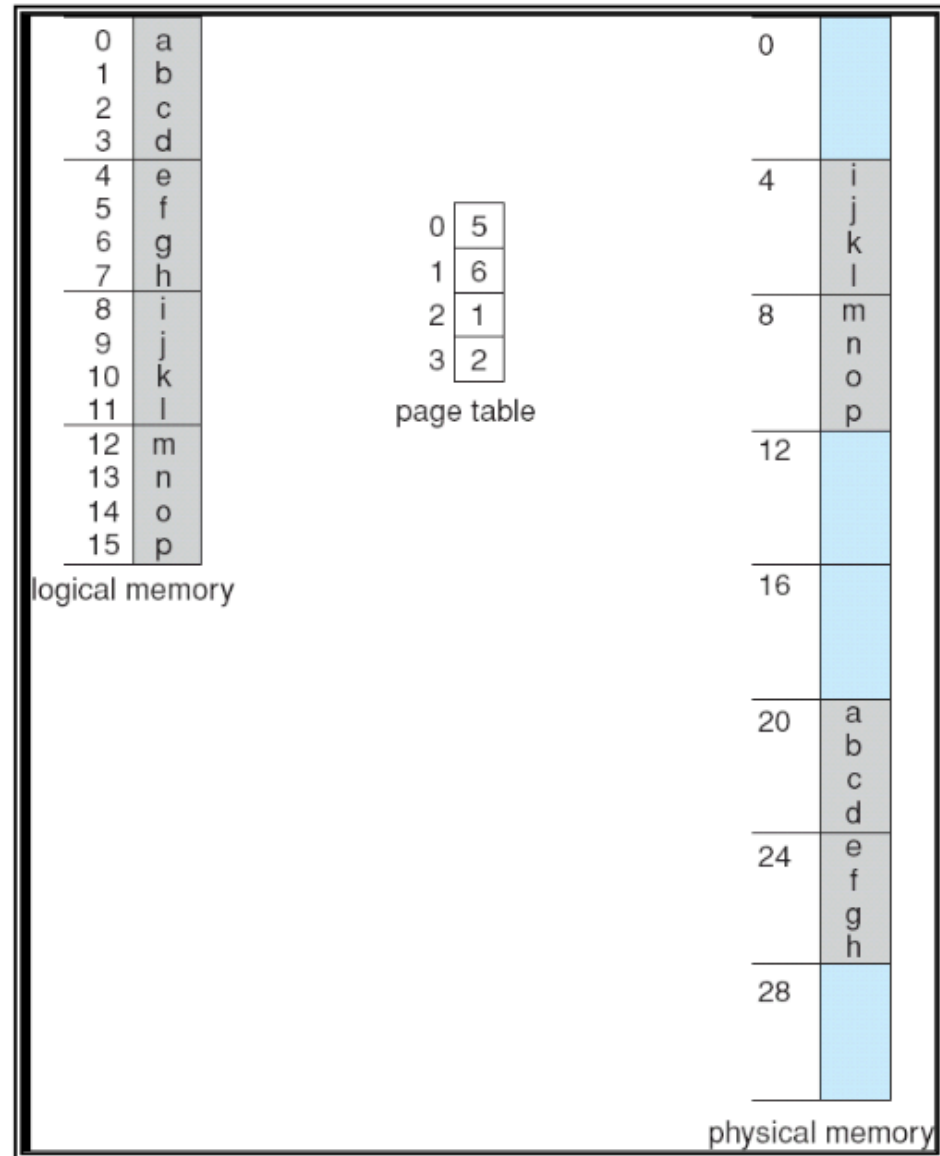 0 a
1 b
2 c
3 d
4 e
5 f
6 g
7 h
8 i
9 j
10 k
11 l
12 m
13 n
14 o
15 p
logical memory
0 5
1 6
2 1
3 2
page table
0
4 i
j
k
l
8 m
n
o
p
12
16
20 a
b
c
d
24 e
f
g
h
28
physical memory